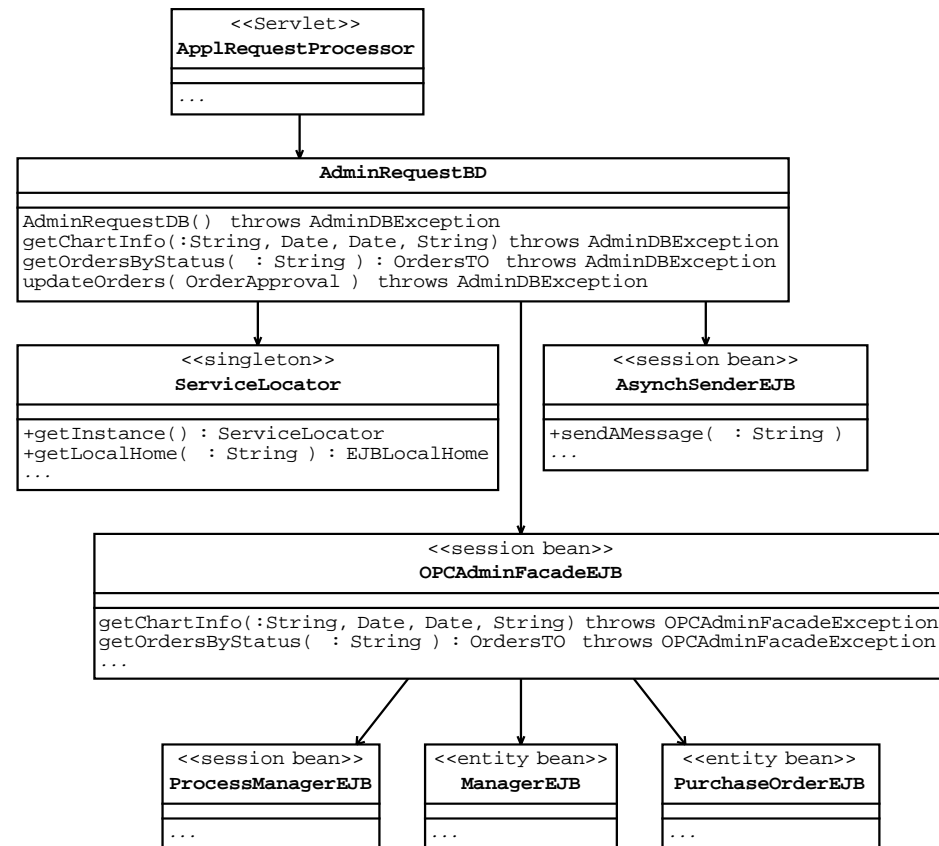 <<Servlet>>
ApplRequestProcessor
...
AdminRequestBD
AdminRequestDB() throws AdminDBException
getChartInfo(:String, Date, Date, String) throws AdminDBException
getOrdersByStatus( : String ) : OrdersTO throws AdminDBException
updateOrders( OrderApproval ) throws AdminDBException
<<singleton>>
ServiceLocator
+getInstance() : ServiceLocator
+getLocalHome( : String ) : EJBLocalHome
...
<<session bean>>
AsynchSenderEJB
+sendAMessage( : String )
...
<<session bean>>
OPCAdminFacadeEJB
getChartInfo(:String, Date, Date, String) throws OPCAdminFacadeException
getOrdersByStatus( : String ) : OrdersTO throws OPCAdminFacadeException
...
<<session bean>>
ProcessManagerEJB
...
<<entity bean>>
ManagerEJB
...
<<entity bean>>
PurchaseOrderEJB
...